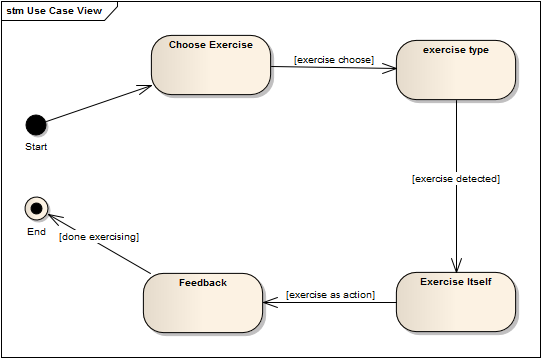 stm Use Case View
Choose Exercise
[exercise choose]
exercise type
Start
[exercise detected]
End
[done exercising]
Feedback
[exercise as action]
Exercise Itself